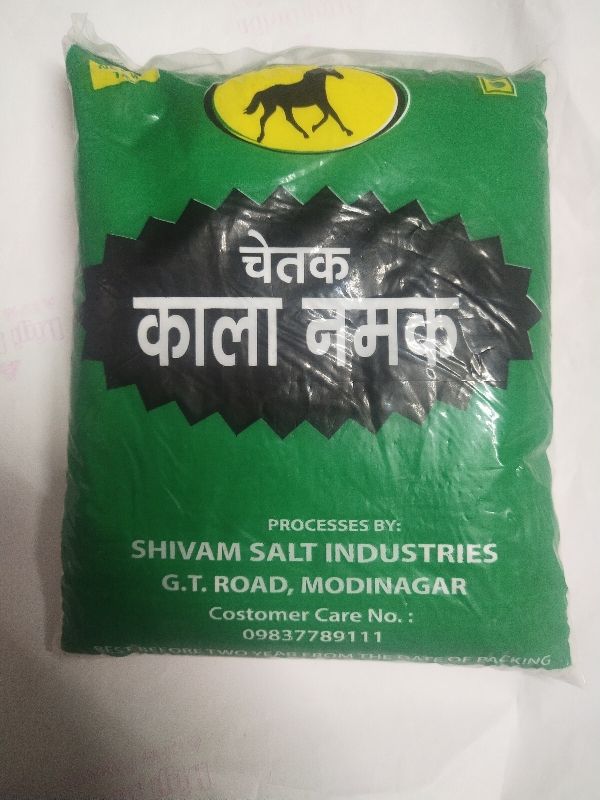 चेतक
काला नमक
PROCESSES BY:
SHIVAM SALT INDUSTRIES
G.T. ROAD, MODINAGAR
Costomer Care No. :
09837789111
BEST BEFORE TWO YEAR FROM THE DATE OF PACKING